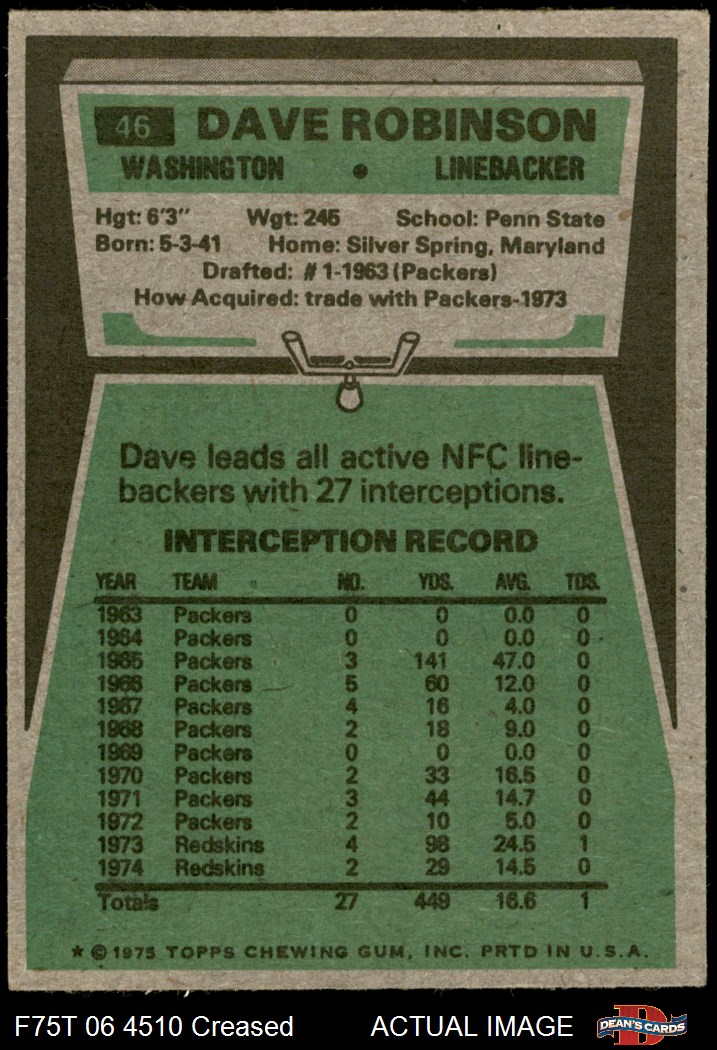 46 DAVE ROBINSON
WASHINGTON • LINEBACKER
Hgt: 6'3" Wgt: 245 School: Penn State
Born: 5-3-41 Home: Silver Spring, Maryland
Drafted: #1-1963 (Packers)
How Acquired: trade with Packers-1973
Dave leads all active NFC line-
backers with 27 interceptions.
INTERCEPTION RECORD
YEAR TEAM NO. YDS. AVG. TDS.
1963 Packers 0 0 0.0 0
1964 Packers 0 0 0.0 0
1965 Packers 3 141 47.0 0
1966 Packers 5 60 12.0 0
1967 Packers 4 16 4.0 0
1968 Packers 2 18 9.0 0
1969 Packers 0 0 0.0 0
1970 Packers 2 33 16.5 0
1971 Packers 3 44 14.7 0
1972 Packers 2 10 5.0 0
1973 Redskins 4 98 24.5 1
1974 Redskins 2 29 14.5 0
Totals 27 449 16.6 1
* © 1975 TOPPS CHEWING GUM, INC. PRTD IN U.S.A.
F75T 06 4510 Creased ACTUAL IMAGE D DEAN'S CARDS